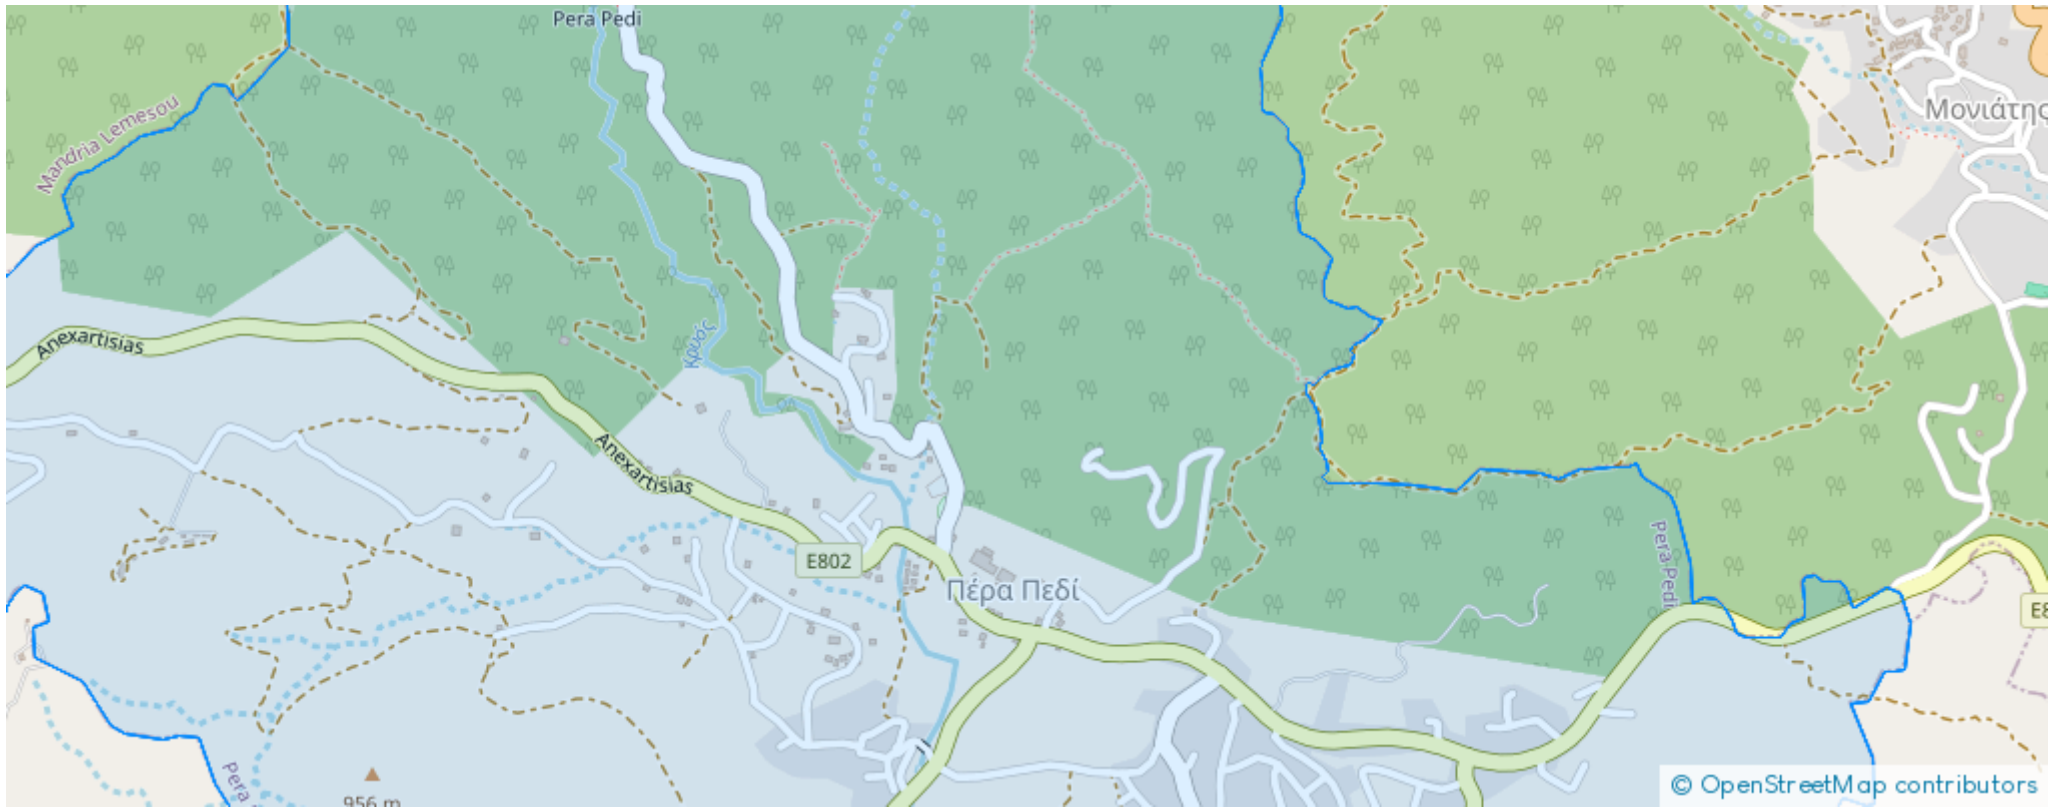 Pera Pedi
Mandria Lemesou
Μονιάτης
Anexartisias
Κρυός
Anexartisias
E802
Πέρα Πεδί
Pera Pedi
E8
Pera
956 m
© OpenStreetMap contributors